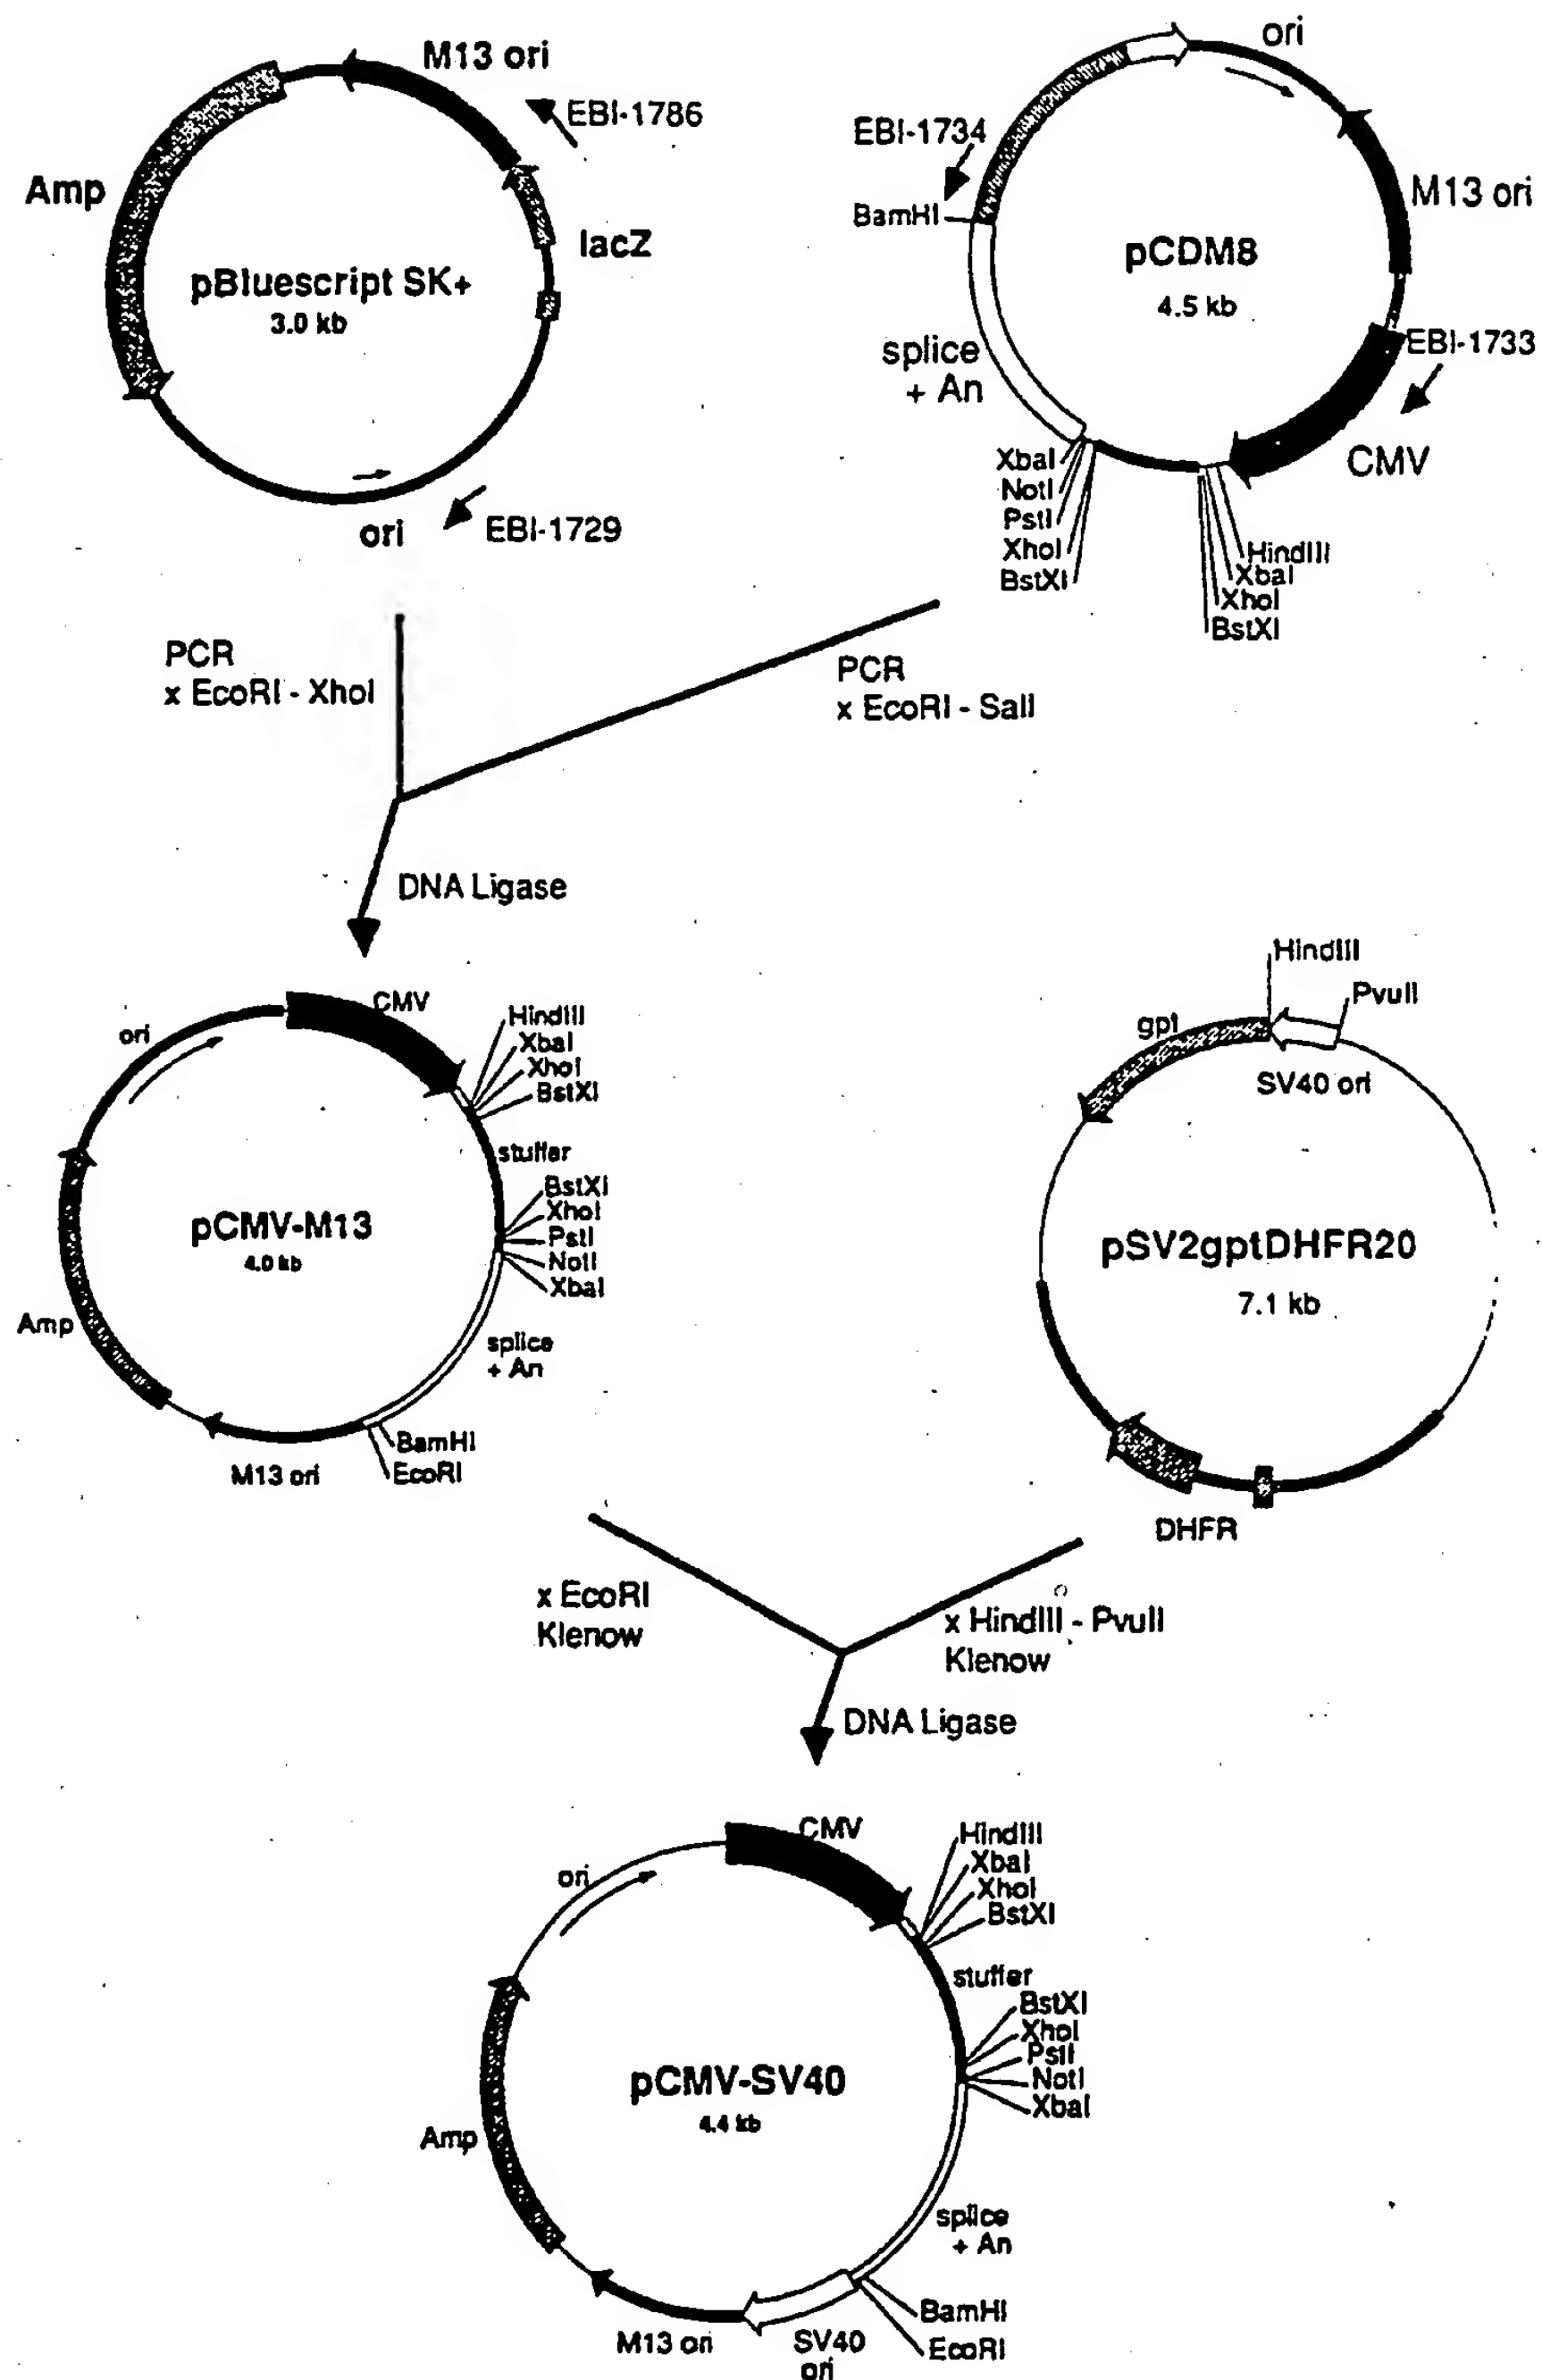 M13 ori
EBI-1786
Amp
lacZ
pBluescript SK+
3.0 kb
ori
EBI-1729
ori
EBI-1734
BamHI
M13 ori
pCDM8
4.5 kb
EBI-1733
splice
+ An
CMV
XbaI
NotI
PstI
XhoI
BstXI
HindIII
XbaI
XhoI
BstXI
PCR
x EcoRI - XhoI
PCR
x EcoRI - SalI
DNA Ligase
CMV
ori
HindIII
XbaI
XhoI
BstXI
stuffer
BstXI
XhoI
PstI
NotI
XbaI
pCMV-M13
4.0 kb
Amp
splice
+ An
BamHI
EcoRI
M13 ori
HindIII
PvuII
gpt
SV40 ori
pSV2gptDHFR20
7.1 kb
DHFR
x EcoRI
Klenow
x HindIII - PvuII
Klenow
DNA Ligase
CMV
ori
HindIII
XbaI
XhoI
BstXI
stuffer
BstXI
XhoI
PstI
NotI
XbaI
pCMV-SV40
4.4 kb
Amp
splice
+ An
BamHI
EcoRI
M13 ori
SV40
ori